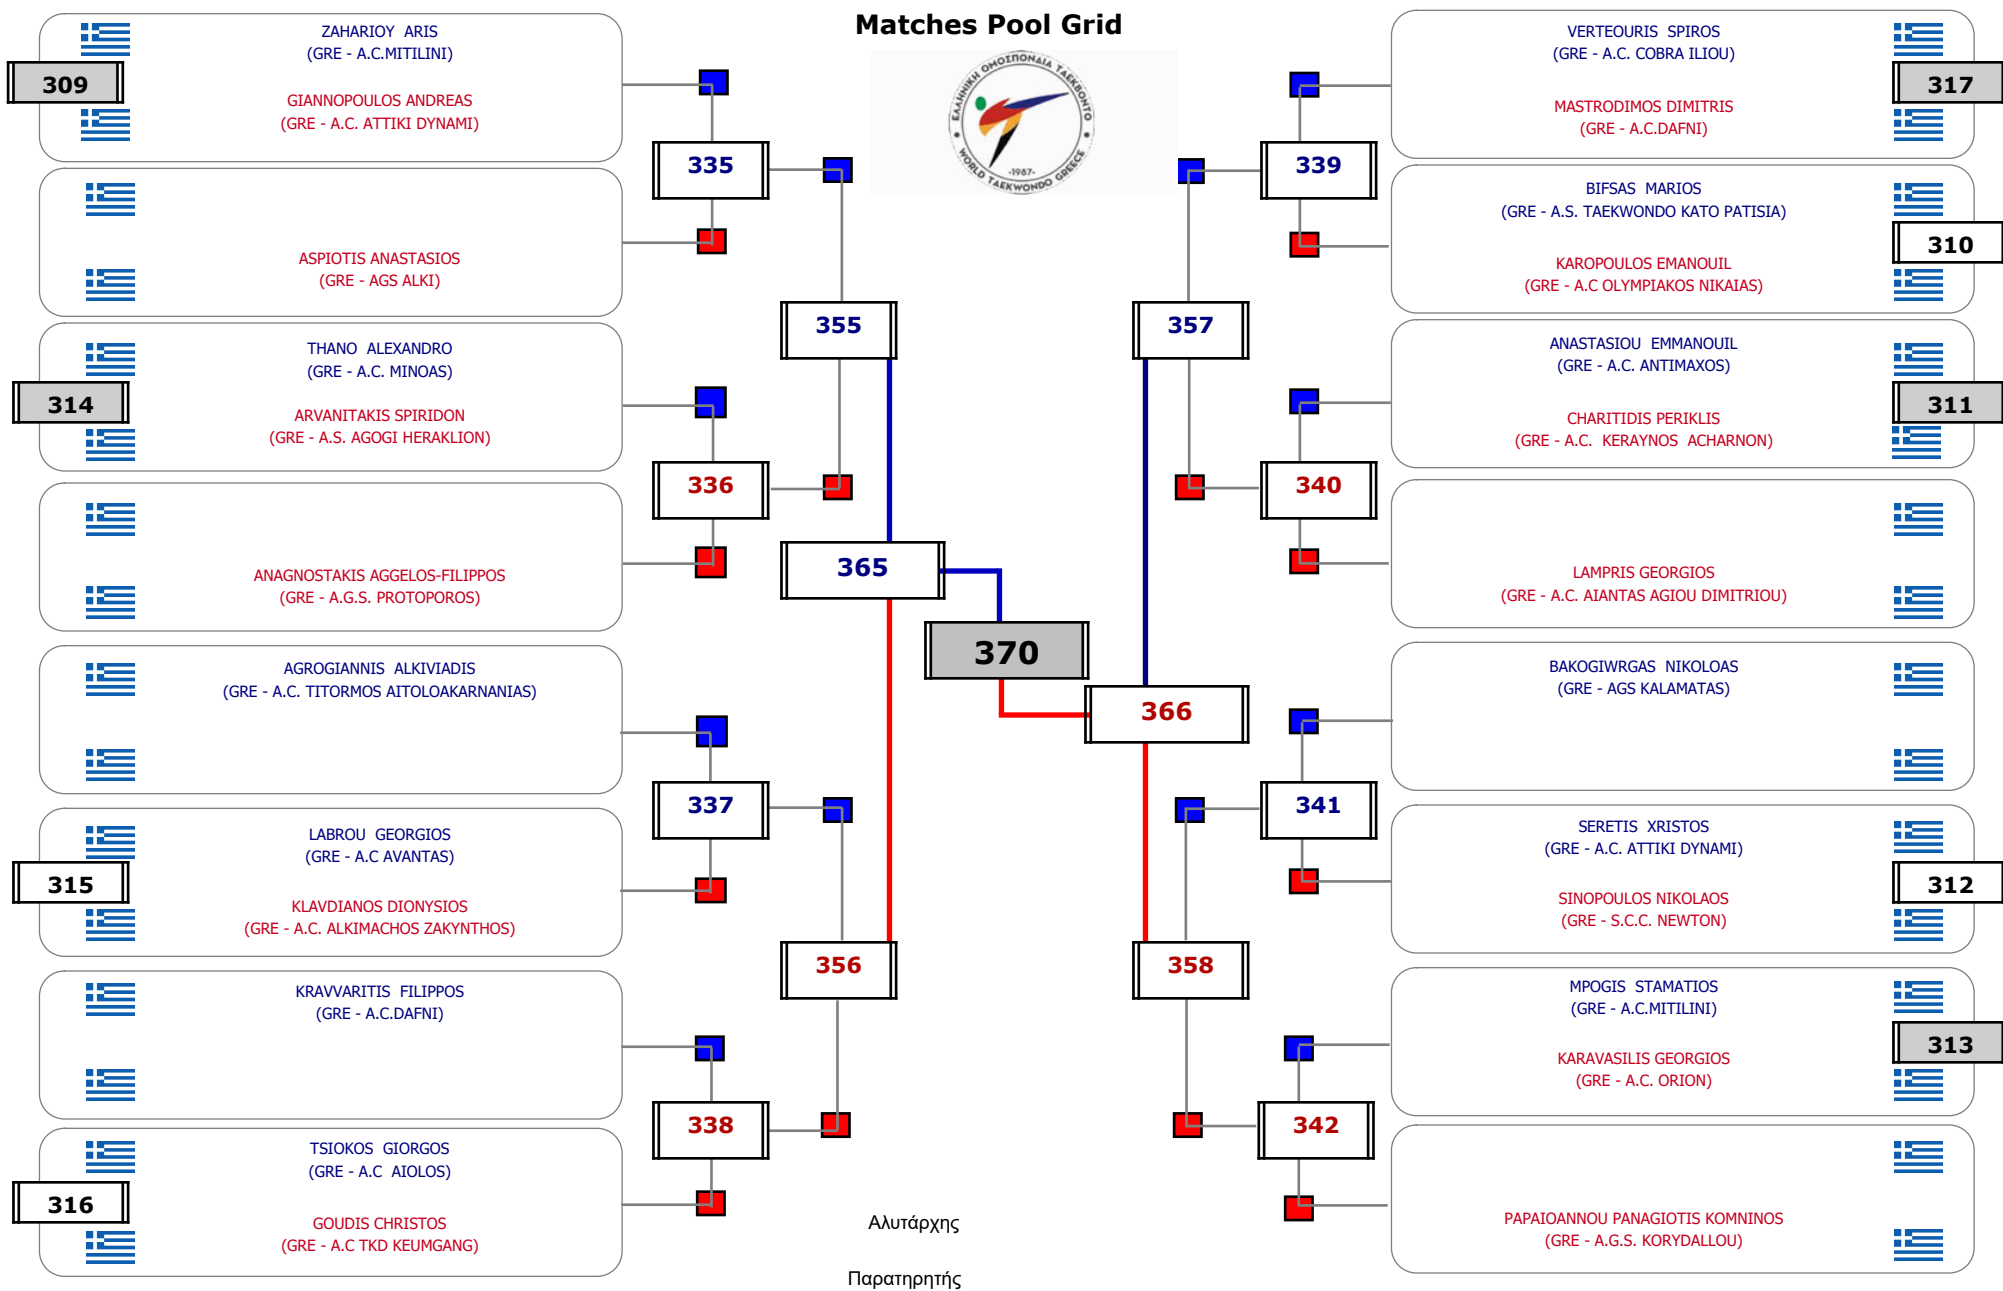 Matches Pool Grid
ΕΛΛΗΝΙΚΗ ΟΜΟΣΠΟΝΔΙΑ ΤΑΕΚΒΟΝΤΟ
·1987·
WORLD TAEKWONDO GREECE
ZAHARIOY ARIS
(GRE - A.C.MITILINI)
309
GIANNOPOULOS ANDREAS
(GRE - A.C. ATTIKI DYNAMI)
335
ASPIOTIS ANASTASIOS
(GRE - AGS ALKI)
355
THANO ALEXANDRO
(GRE - A.C. MINOAS)
314
ARVANITAKIS SPIRIDON
(GRE - A.S. AGOGI HERAKLION)
336
ANAGNOSTAKIS AGGELOS-FILIPPOS
(GRE - A.G.S. PROTOPOROS)
365
370
AGROGIANNIS ALKIVIADIS
(GRE - A.C. TITORMOS AITOLOAKARNANIAS)
337
LABROU GEORGIOS
(GRE - A.C AVANTAS)
315
KLAVDIANOS DIONYSIOS
(GRE - A.C. ALKIMACHOS ZAKYNTHOS)
356
KRAVVARITIS FILIPPOS
(GRE - A.C.DAFNI)
338
TSIOKOS GIORGOS
(GRE - A.C AIOLOS)
316
GOUDIS CHRISTOS
(GRE - A.C TKD KEUMGANG)
VERTEOURIS SPIROS
(GRE - A.C. COBRA ILIOU)
317
MASTRODIMOS DIMITRIS
(GRE - A.C.DAFNI)
339
BIFSAS MARIOS
(GRE - A.S. TAEKWONDO KATO PATISIA)
310
KAROPOULOS EMANOUIL
(GRE - A.C OLYMPIAKOS NIKAIAS)
357
ANASTASIOU EMMANOUIL
(GRE - A.C. ANTIMAXOS)
311
CHARITIDIS PERIKLIS
(GRE - A.C. KERAYNOS ACHARNON)
340
LAMPRIS GEORGIOS
(GRE - A.C. AIANTAS AGIOU DIMITRIOU)
366
BAKOGIWRGAS NIKOLOAS
(GRE - AGS KALAMATAS)
341
SERETIS XRISTOS
(GRE - A.C. ATTIKI DYNAMI)
312
SINOPOULOS NIKOLAOS
(GRE - S.C.C. NEWTON)
358
MPOGIS STAMATIOS
(GRE - A.C.MITILINI)
313
KARAVASILIS GEORGIOS
(GRE - A.C. ORION)
342
PAPAIOANNOU PANAGIOTIS KOMNINOS
(GRE - A.G.S. KORYDALLOU)
Αλυτάρχης
Παρατηρητής